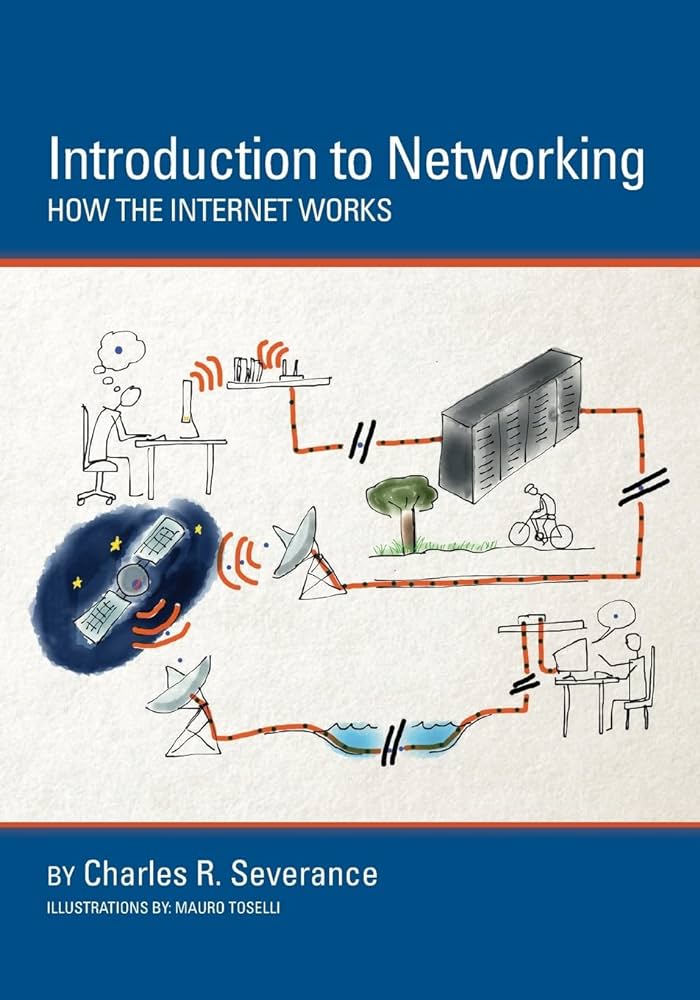 Introduction to Networking
HOW THE INTERNET WORKS
BY Charles R. Severance
ILLUSTRATIONS BY: MAURO TOSELLI